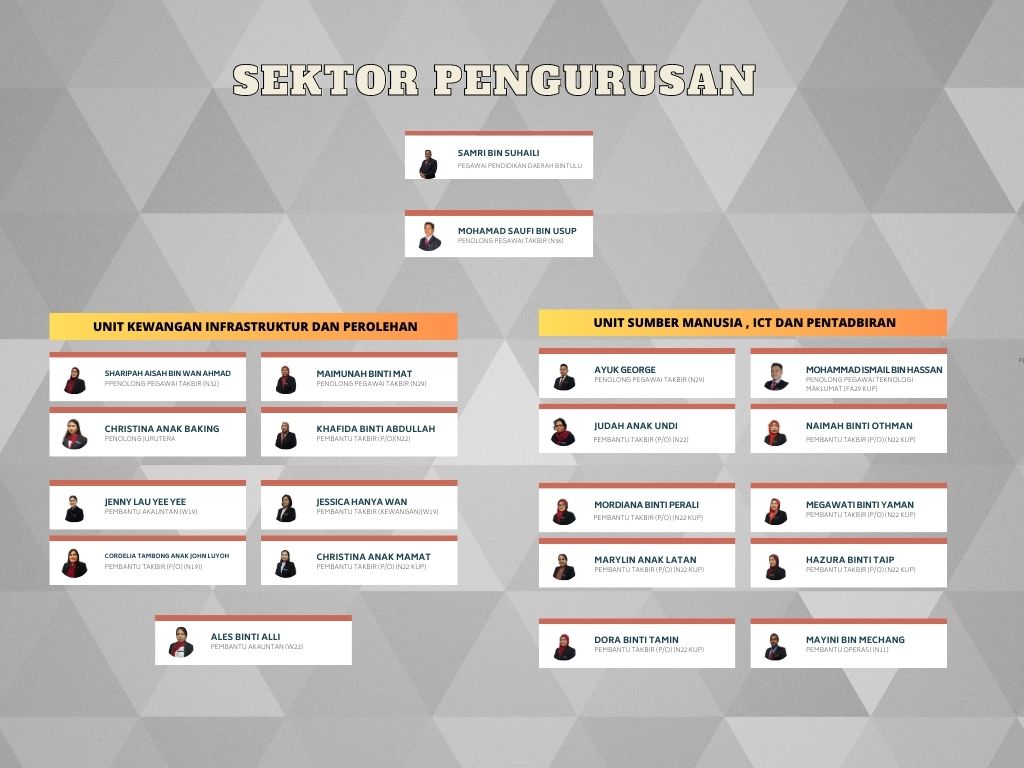 SEKTOR PENGURUSAN
SAMRI BIN SUHAILI
PEGAWAI PENDIDIKAN DAERAH BINTULU
MOHAMAD SAUFI BIN USUP
PENOLONG PEGAWAI TAKBIR (N36)
UNIT KEWANGAN INFRASTRUKTUR DAN PEROLEHAN
SHARIPAH AISAH BIN WAN AHMAD
PPENOLONG PEGAWAI TAKBIR (N32)
MAIMUNAH BINTI MAT
PENOLONG PEGAWAI TAKBIR (N29)
CHRISTINA ANAK BAKING
PENOLONG JURUTERA
KHAFIDA BINTI ABDULLAH
PEMBANTU TAKBIR (P/O)(N22)
JENNY LAU YEE YEE
PEMBANTU AKAUNTAN (W19)
JESSICA HANYA WAN
PEMBANTU TAKBIR (KEWANGAN)(W19)
CORDELIA TAMBONG ANAK JOHN LUYOH
PEMBANTU TAKBIR (P/O) (N19))
CHRISTINA ANAK MAMAT
PEMBANTU TAKBIR (P/O) (N22 KUP)
ALES BINTI ALLI
PEMBANTU AKAUNTAN (W22)
UNIT SUMBER MANUSIA , ICT DAN PENTADBIRAN
AYUK GEORGE
PENOLONG PEGAWAI TAKBIR (N29)
MOHAMMAD ISMAIL BIN HASSAN
PENOLONG PEGAWAI TEKNOLOGI
MAKLUMAT (FA29 KUP)
JUDAH ANAK UNDI
PEMBANTU TAKBIR (P/O) (N22)
NAIMAH BINTI OTHMAN
PEMBANTU TAKBIR (P/O) (N22 KUP)
MORDIANA BINTI PERALI
PEMBANTU TAKBIR (P/O) (N22 KUP)
MEGAWATI BINTI YAMAN
PEMBANTU TAKBIR (P/O) (N22 KUP)
MARYLIN ANAK LATAN
PEMBANTU TAKBIR (P/O) (N22 KUP)
HAZURA BINTI TAIP
PEMBANTU TAKBIR (P/O) (N22 KUP)
DORA BINTI TAMIN
PEMBANTU TAKBIR (P/O) (N22 KUP)
MAYINI BIN MECHANG
PEMBANTU OPERASI (N11)